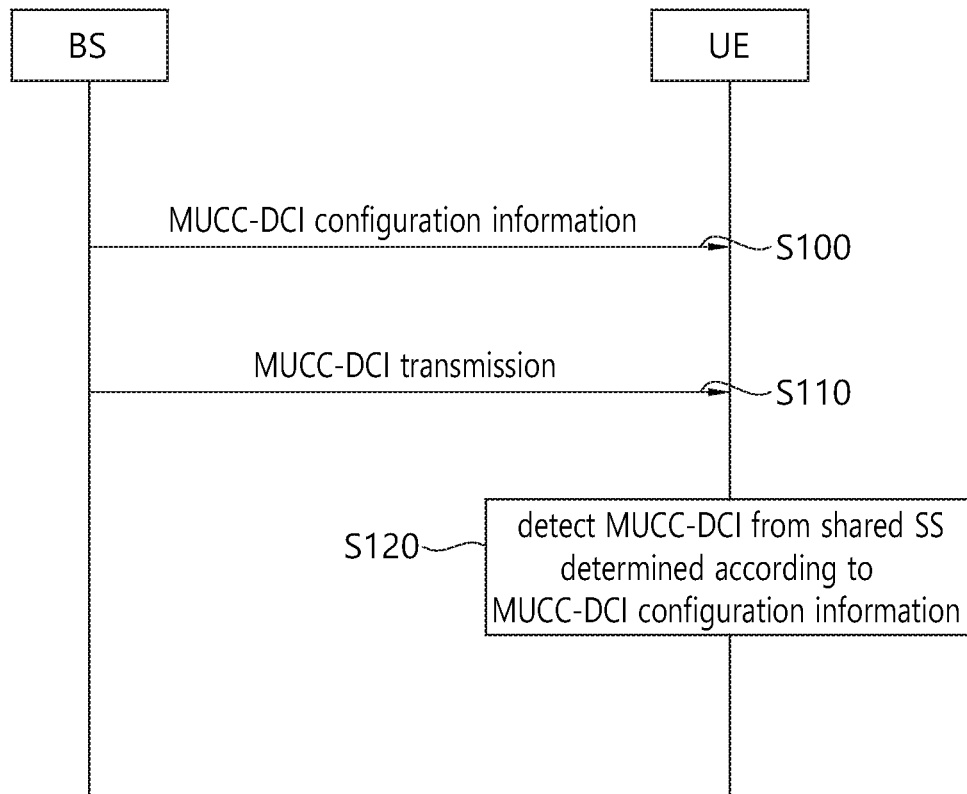 BS
UE
MUCC-DCI configuration information
S100
MUCC-DCI transmission
S110
S120
detect MUCC-DCI from shared SS
determined according to
MUCC-DCI configuration information